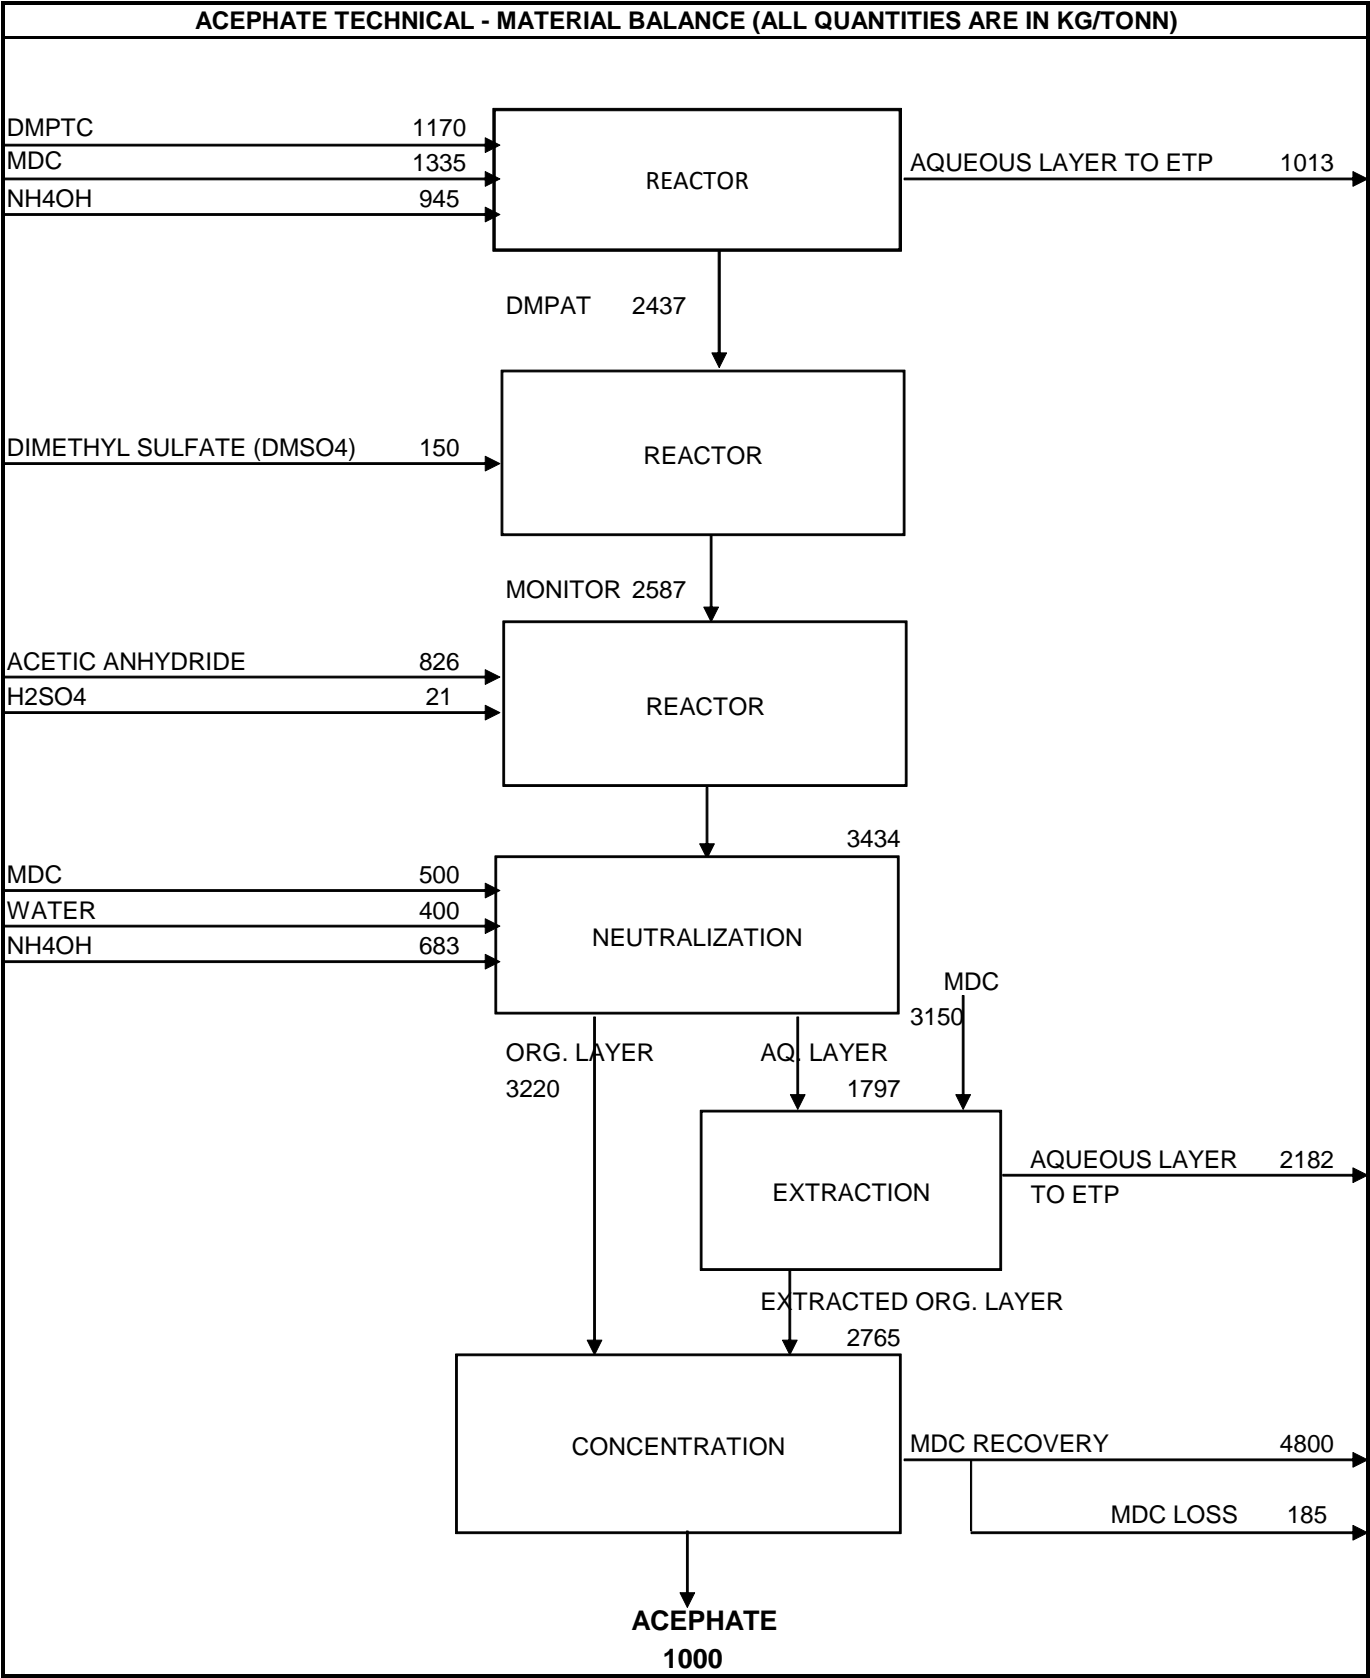 ACEPHATE TECHNICAL - MATERIAL BALANCE (ALL QUANTITIES ARE IN KG/TONN)
DMPTC 1170
MDC 1335
NH4OH 945
REACTOR
AQUEOUS LAYER TO ETP 1013
DMPAT 2437
DIMETHYL SULFATE (DMSO4) 150
REACTOR
MONITOR 2587
ACETIC ANHYDRIDE 826
H2SO4 21
REACTOR
3434
MDC 500
WATER 400
NH4OH 683
NEUTRALIZATION
MDC
3150
ORG. LAYER
3220
AQ. LAYER
1797
EXTRACTION
AQUEOUS LAYER 2182
TO ETP
EXTRACTED ORG. LAYER
2765
CONCENTRATION
MDC RECOVERY 4800
MDC LOSS 185
ACEPHATE
1000